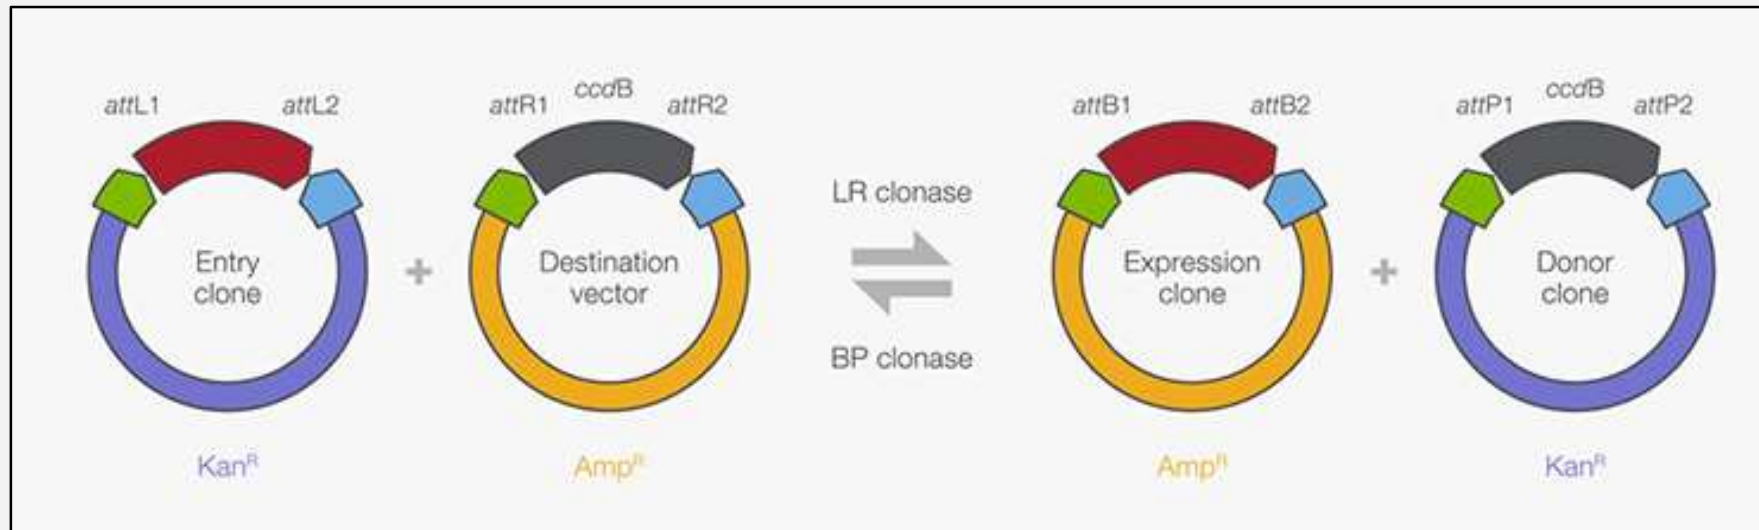 attL1
attL2
attR1
ccdB
attR2
attB1
attB2
attP1
ccdB
attP2
Entry
clone
+
Destination
vector
LR clonase
BP clonase
Expression
clone
+
Donor
clone
Kanᴿ
Ampᴿ
Ampᴿ
Kanᴿ